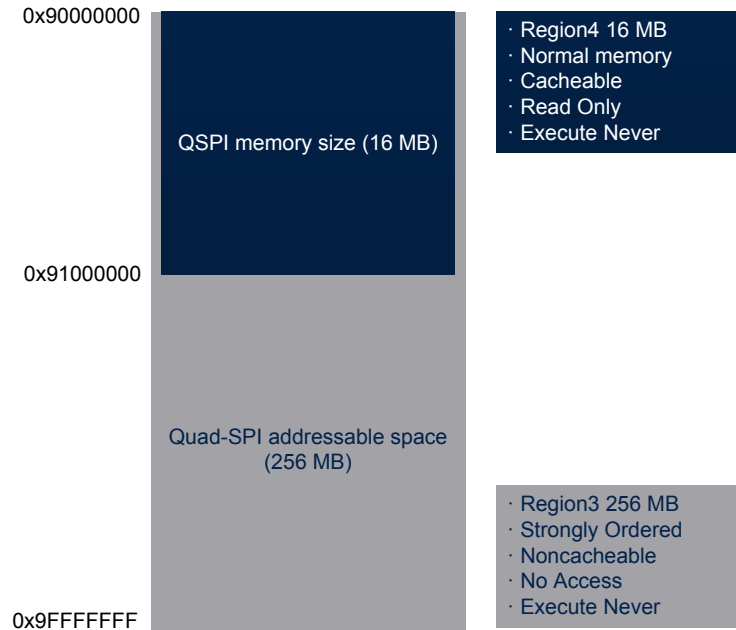 0x90000000
QSPI memory size (16 MB)
0x91000000
Quad-SPI addressable space
(256 MB)
0x9FFFFFFF
· Region4 16 MB
· Normal memory
· Cacheable
· Read Only
· Execute Never
· Region3 256 MB
· Strongly Ordered
· Noncacheable
· No Access
· Execute Never